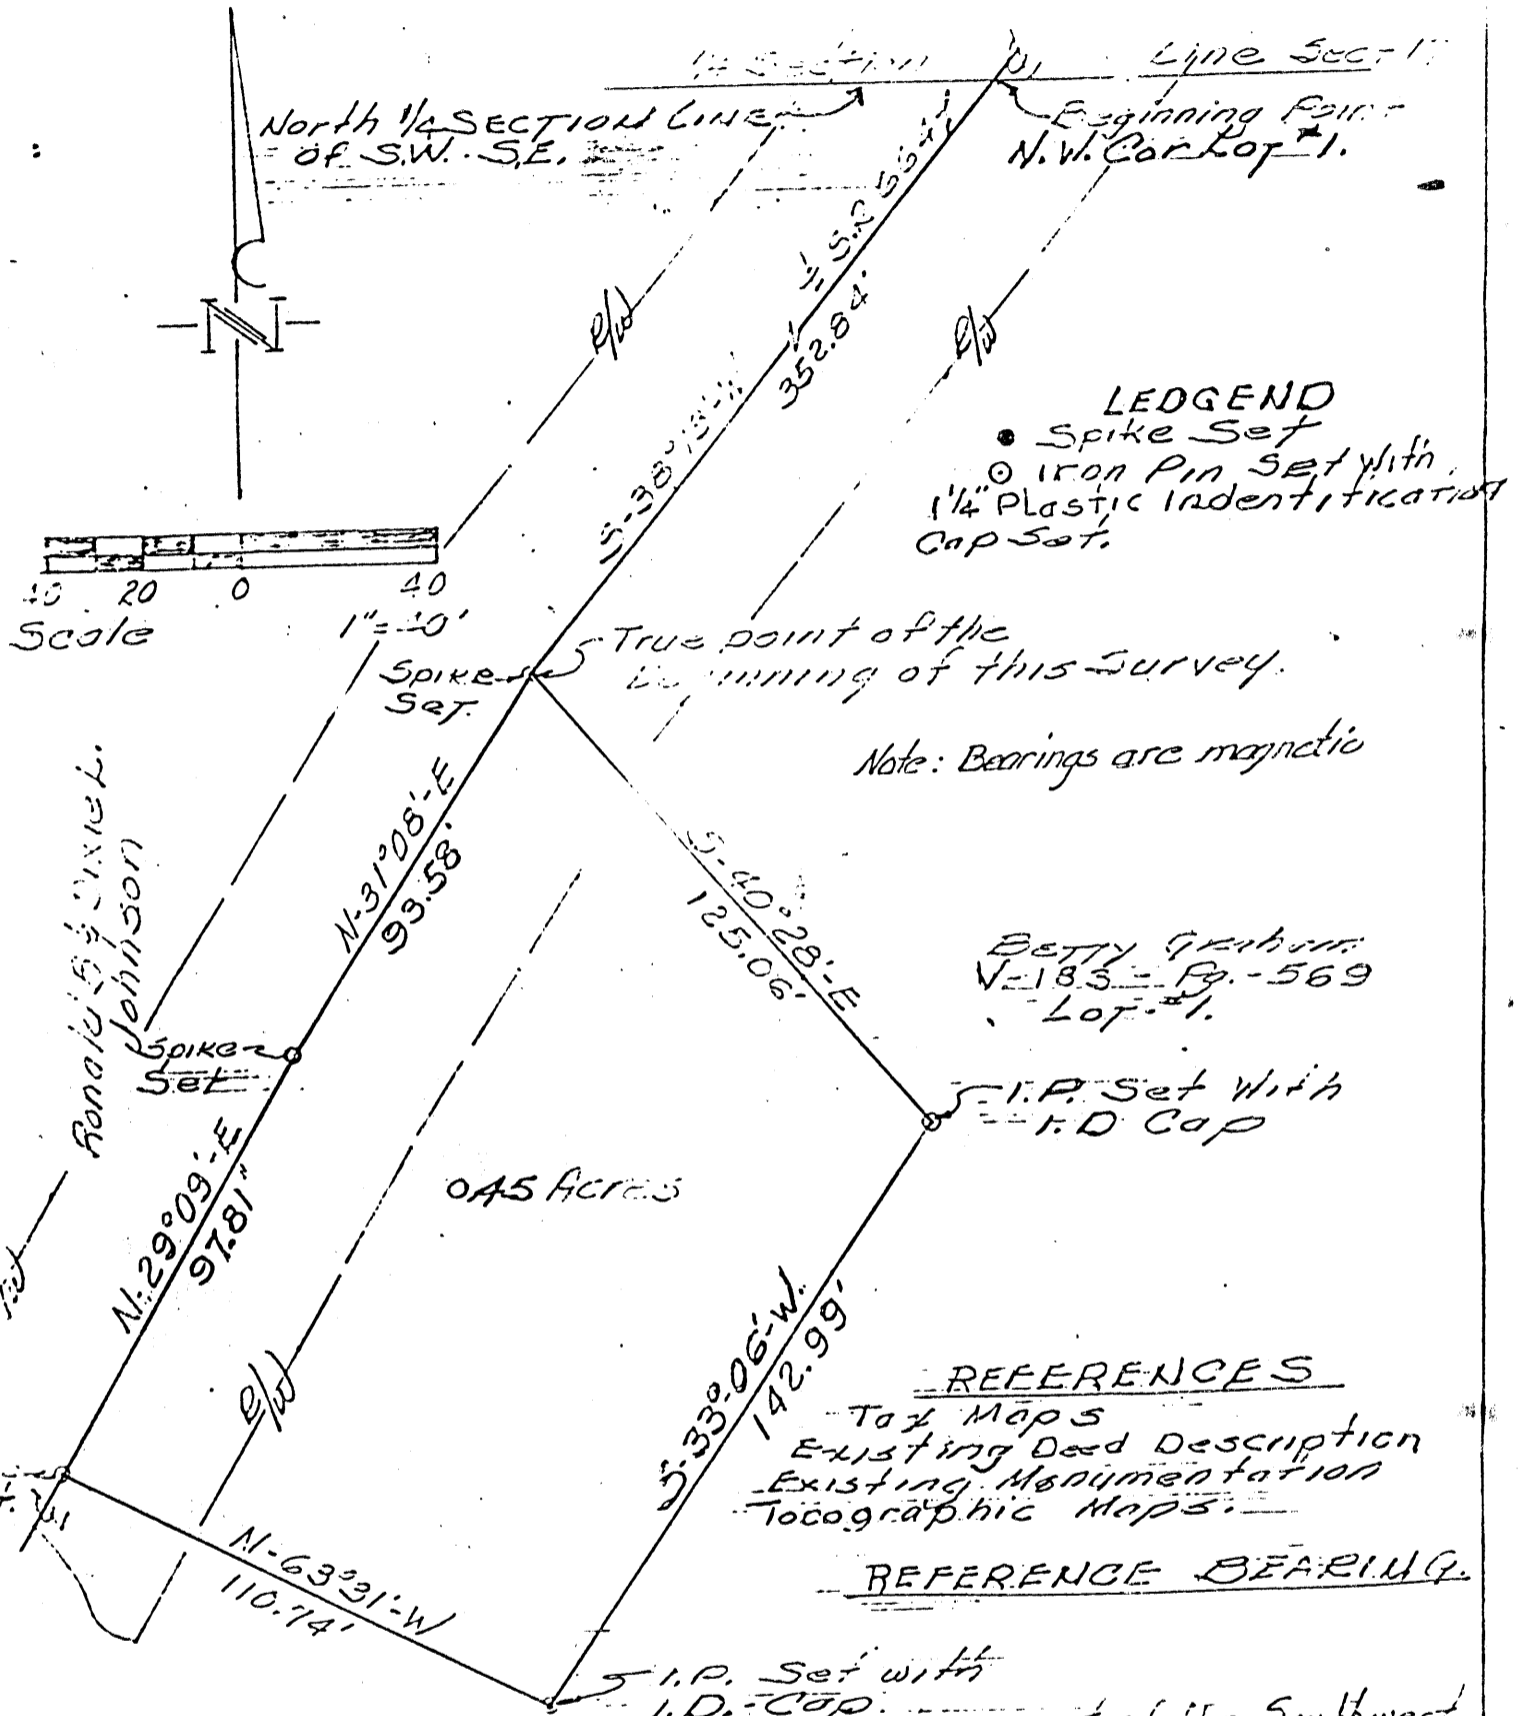 Line Sec-
North 1/4 SECTION LINE
of S.W. S.E.
Beginning
N.W. Cor Lot #1.
352.84'
R/W
R/W
LEDGEND
Spike Set
Iron Pin Set With
1 1/4" Plastic Indentification
Cap Set.
20 0 40
Scale
True point of the
of this Survey.
Spike
Set.
Note: Bearings are magnetic
Johnson
N-31°08'-E
93.58'
S-40°28'-E
125.06'
Betty
V-183 - Pg.-569
Lot-#1.
Spike
Set
I.P. Set With
I.D Cap
N-29°09'-E
97.81"
Acres
S-33°-06'-W.
142.99'
R/W
REFERENCES
Tax Maps
Existing Deed Description
Existing Monumentation
Tocographic Maps.
N-63°31'-W
110.74'
REFERENCE BEARING.
I.P. Set with
I.D.-Cap.
Southwest